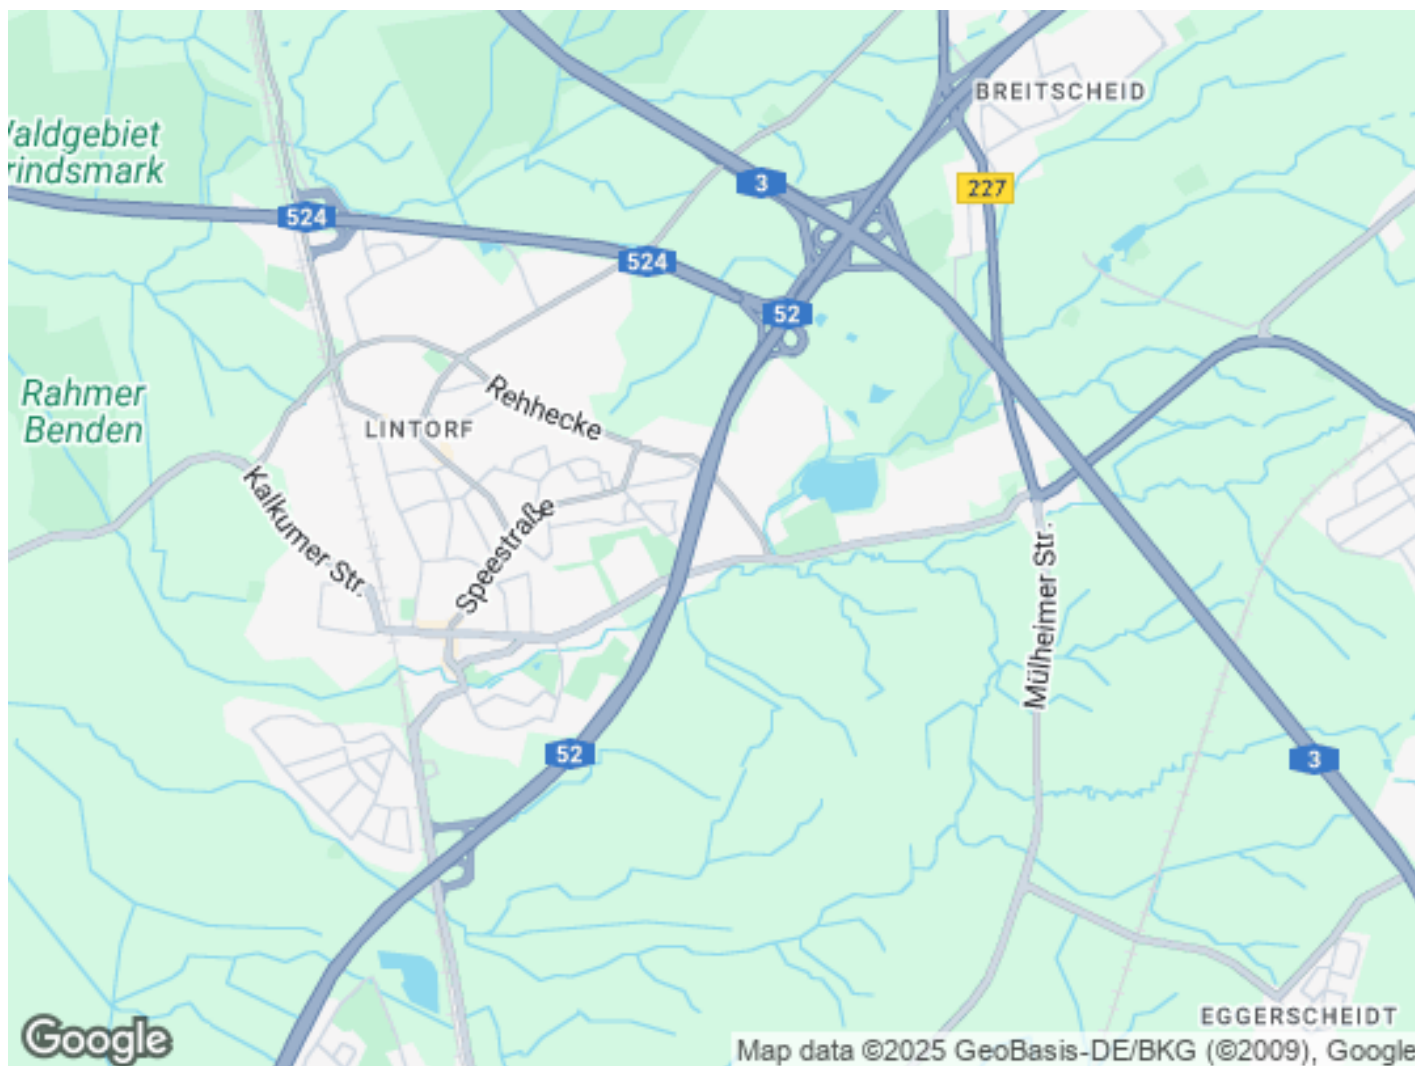 BREITSCHEID
Waldgebiet
rindsmark
3
227
524
524
52
Rahmer
Benden
Rehhecke
LINTORF
Kalkumer Str.
Speestraße
Mülheimer Str.
52
3
EGGERSCHEIDT
Google
Map data ©2025 GeoBasis-DE/BKG (©2009), Google